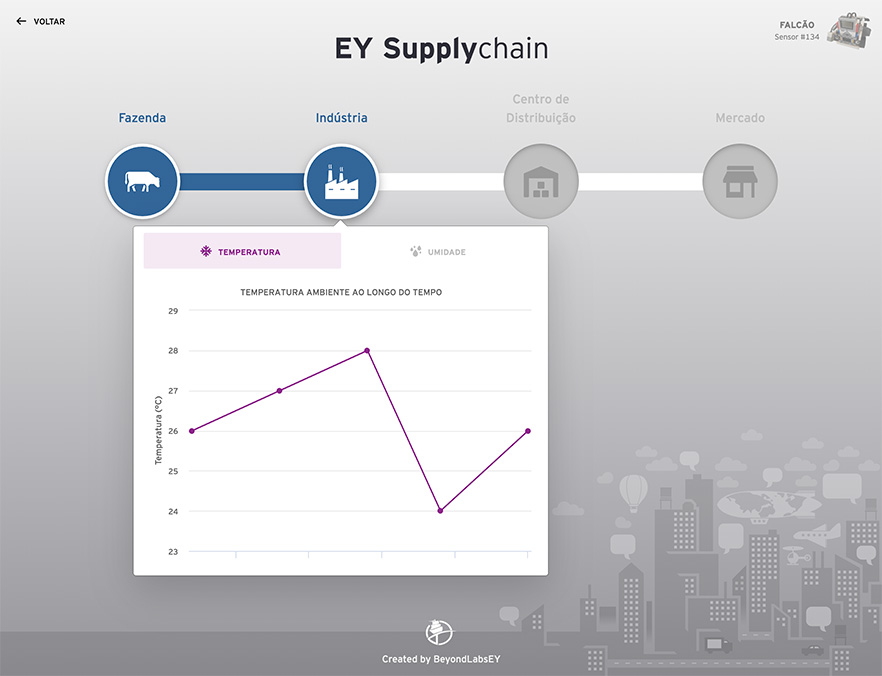 VOLTAR
FALCÃO
Sensor #134
EY Supplychain
Fazenda
Indústria
Centro de
Distribuição
Mercado
TEMPERATURA
UMIDADE
TEMPERATURA AMBIENTE AO LONGO DO TEMPO
29
28
27
26
25
24
23
Temperatura (ºC)
Created by BeyondLabsEY